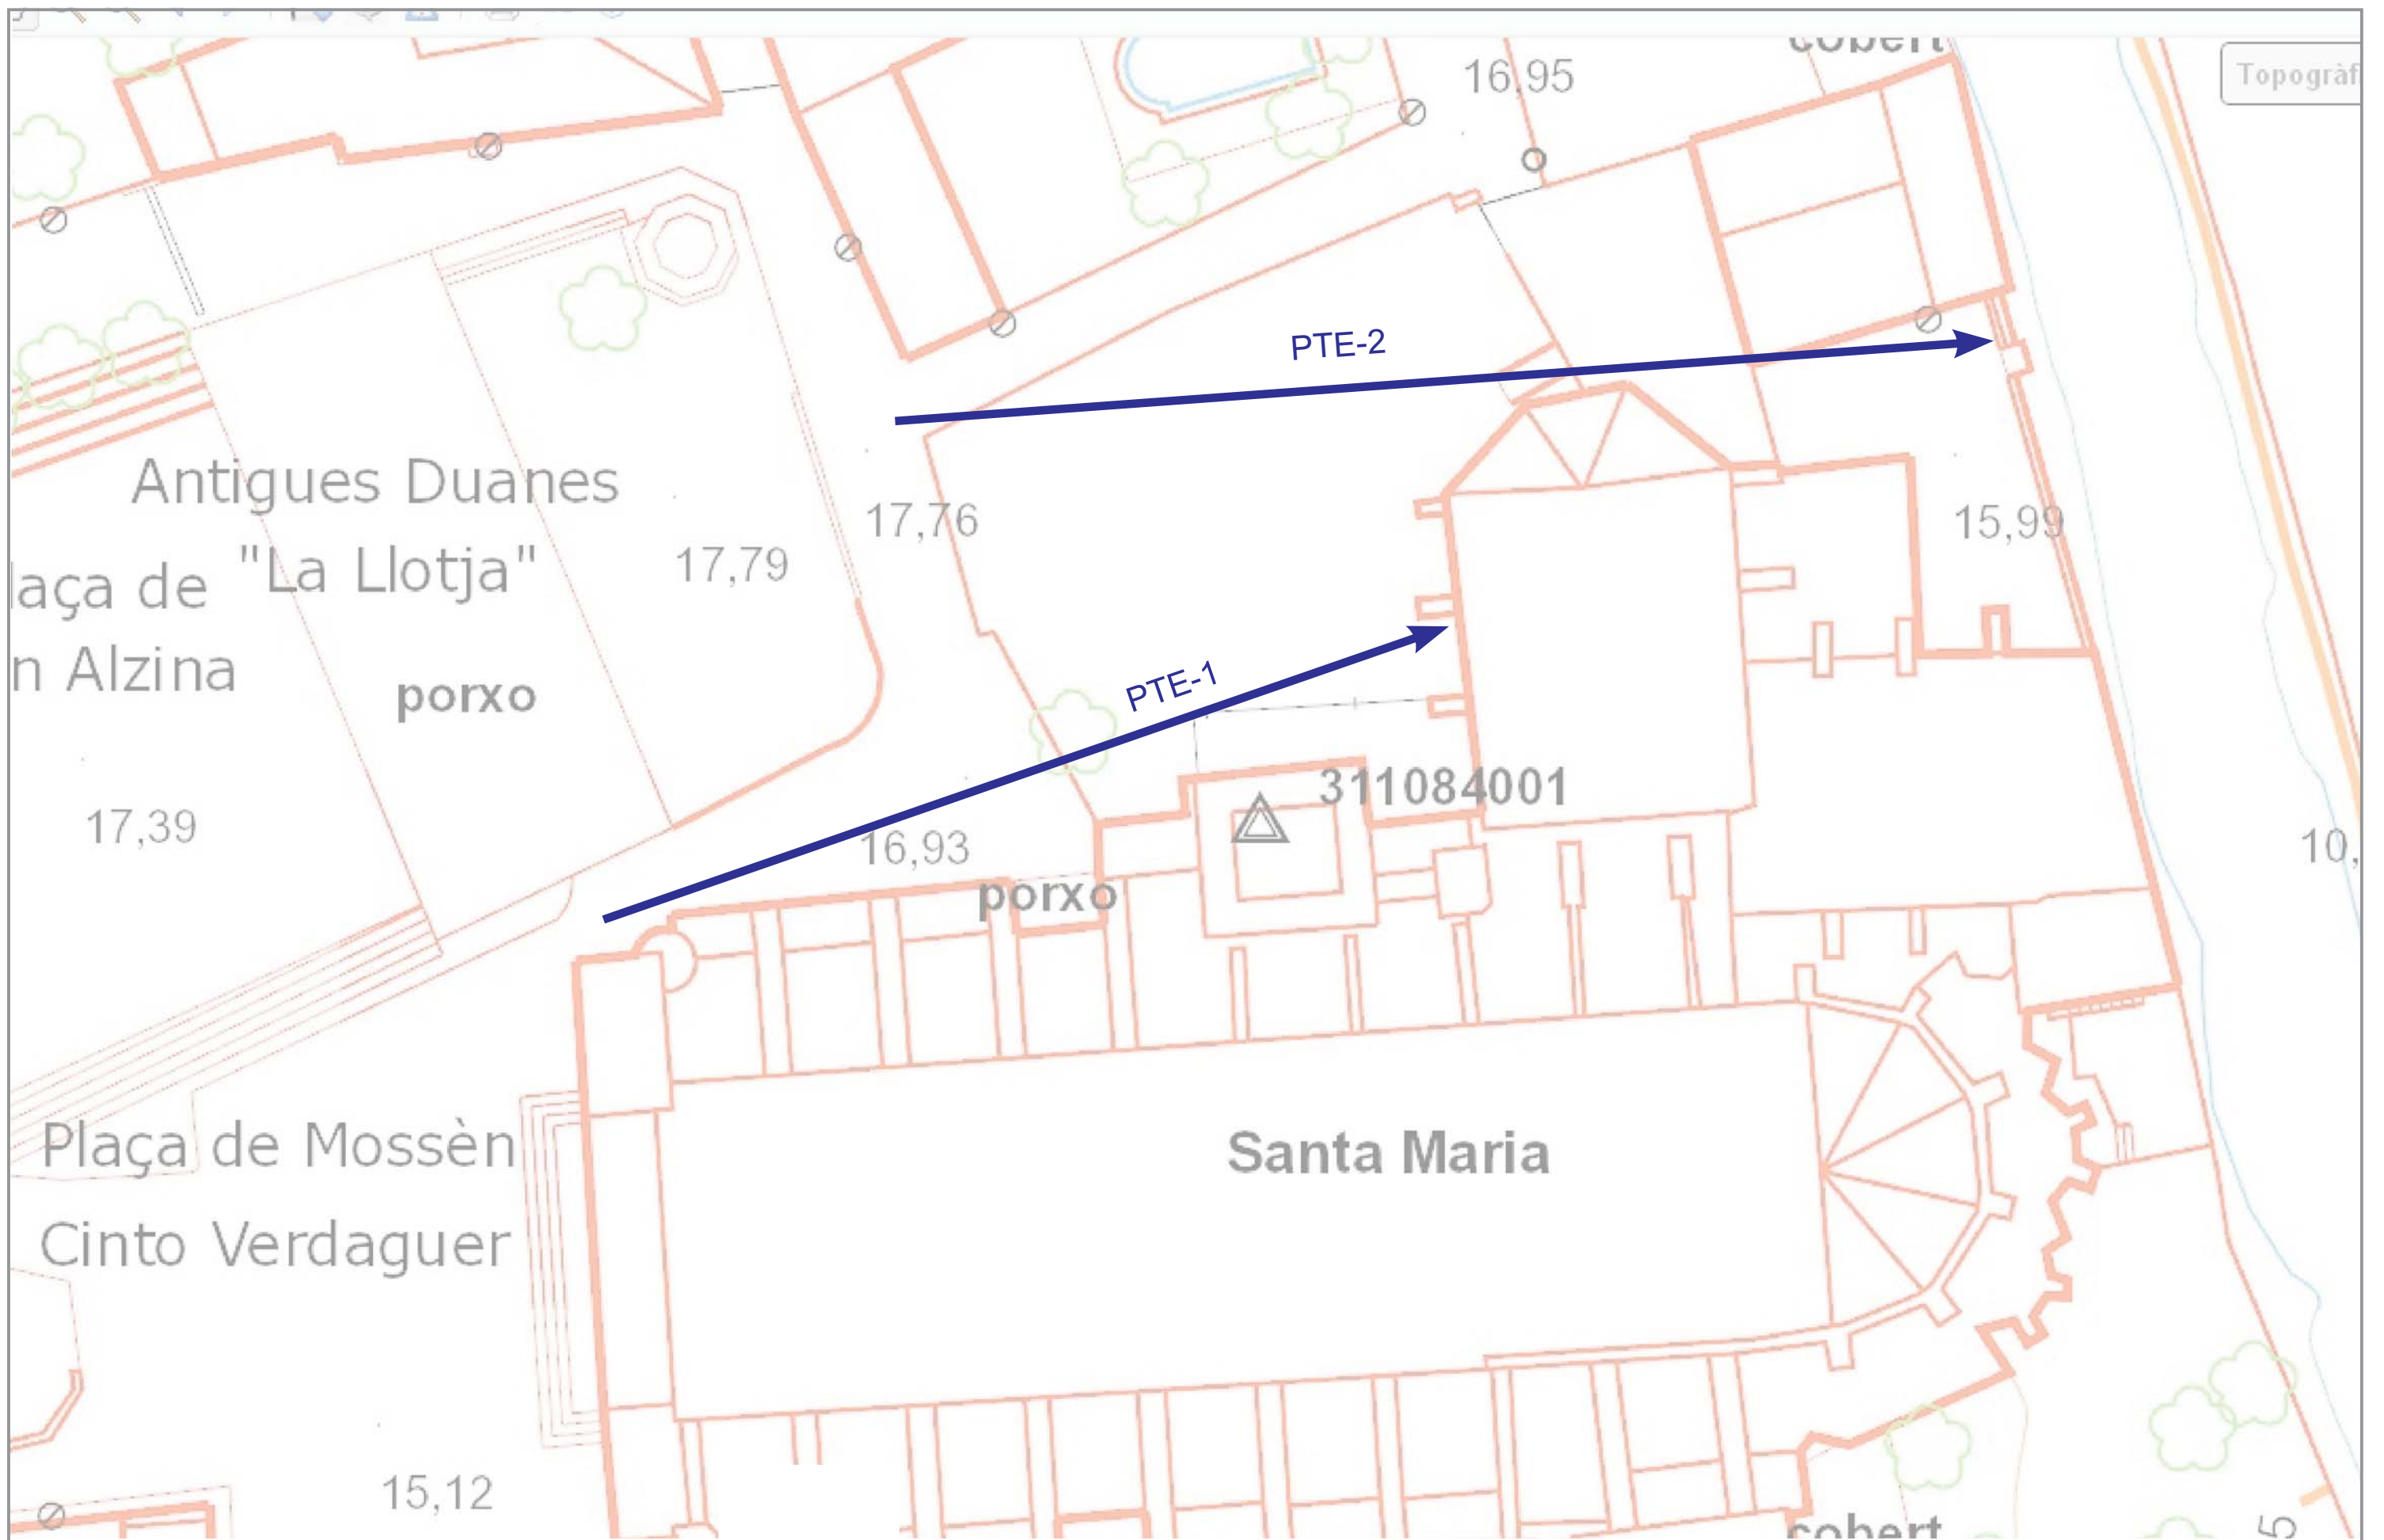 cobert
16,95
Topogràf
PTE-2
Antigues Duanes
"La Llotja"
17,76
17,79
15,99
laça de
n Alzina
porxo
PTE-1
311084001
17,39
16,93
porxo
10,
Plaça de Mossèn
Cinto Verdaguer
Santa Maria
15,12
cobert
5